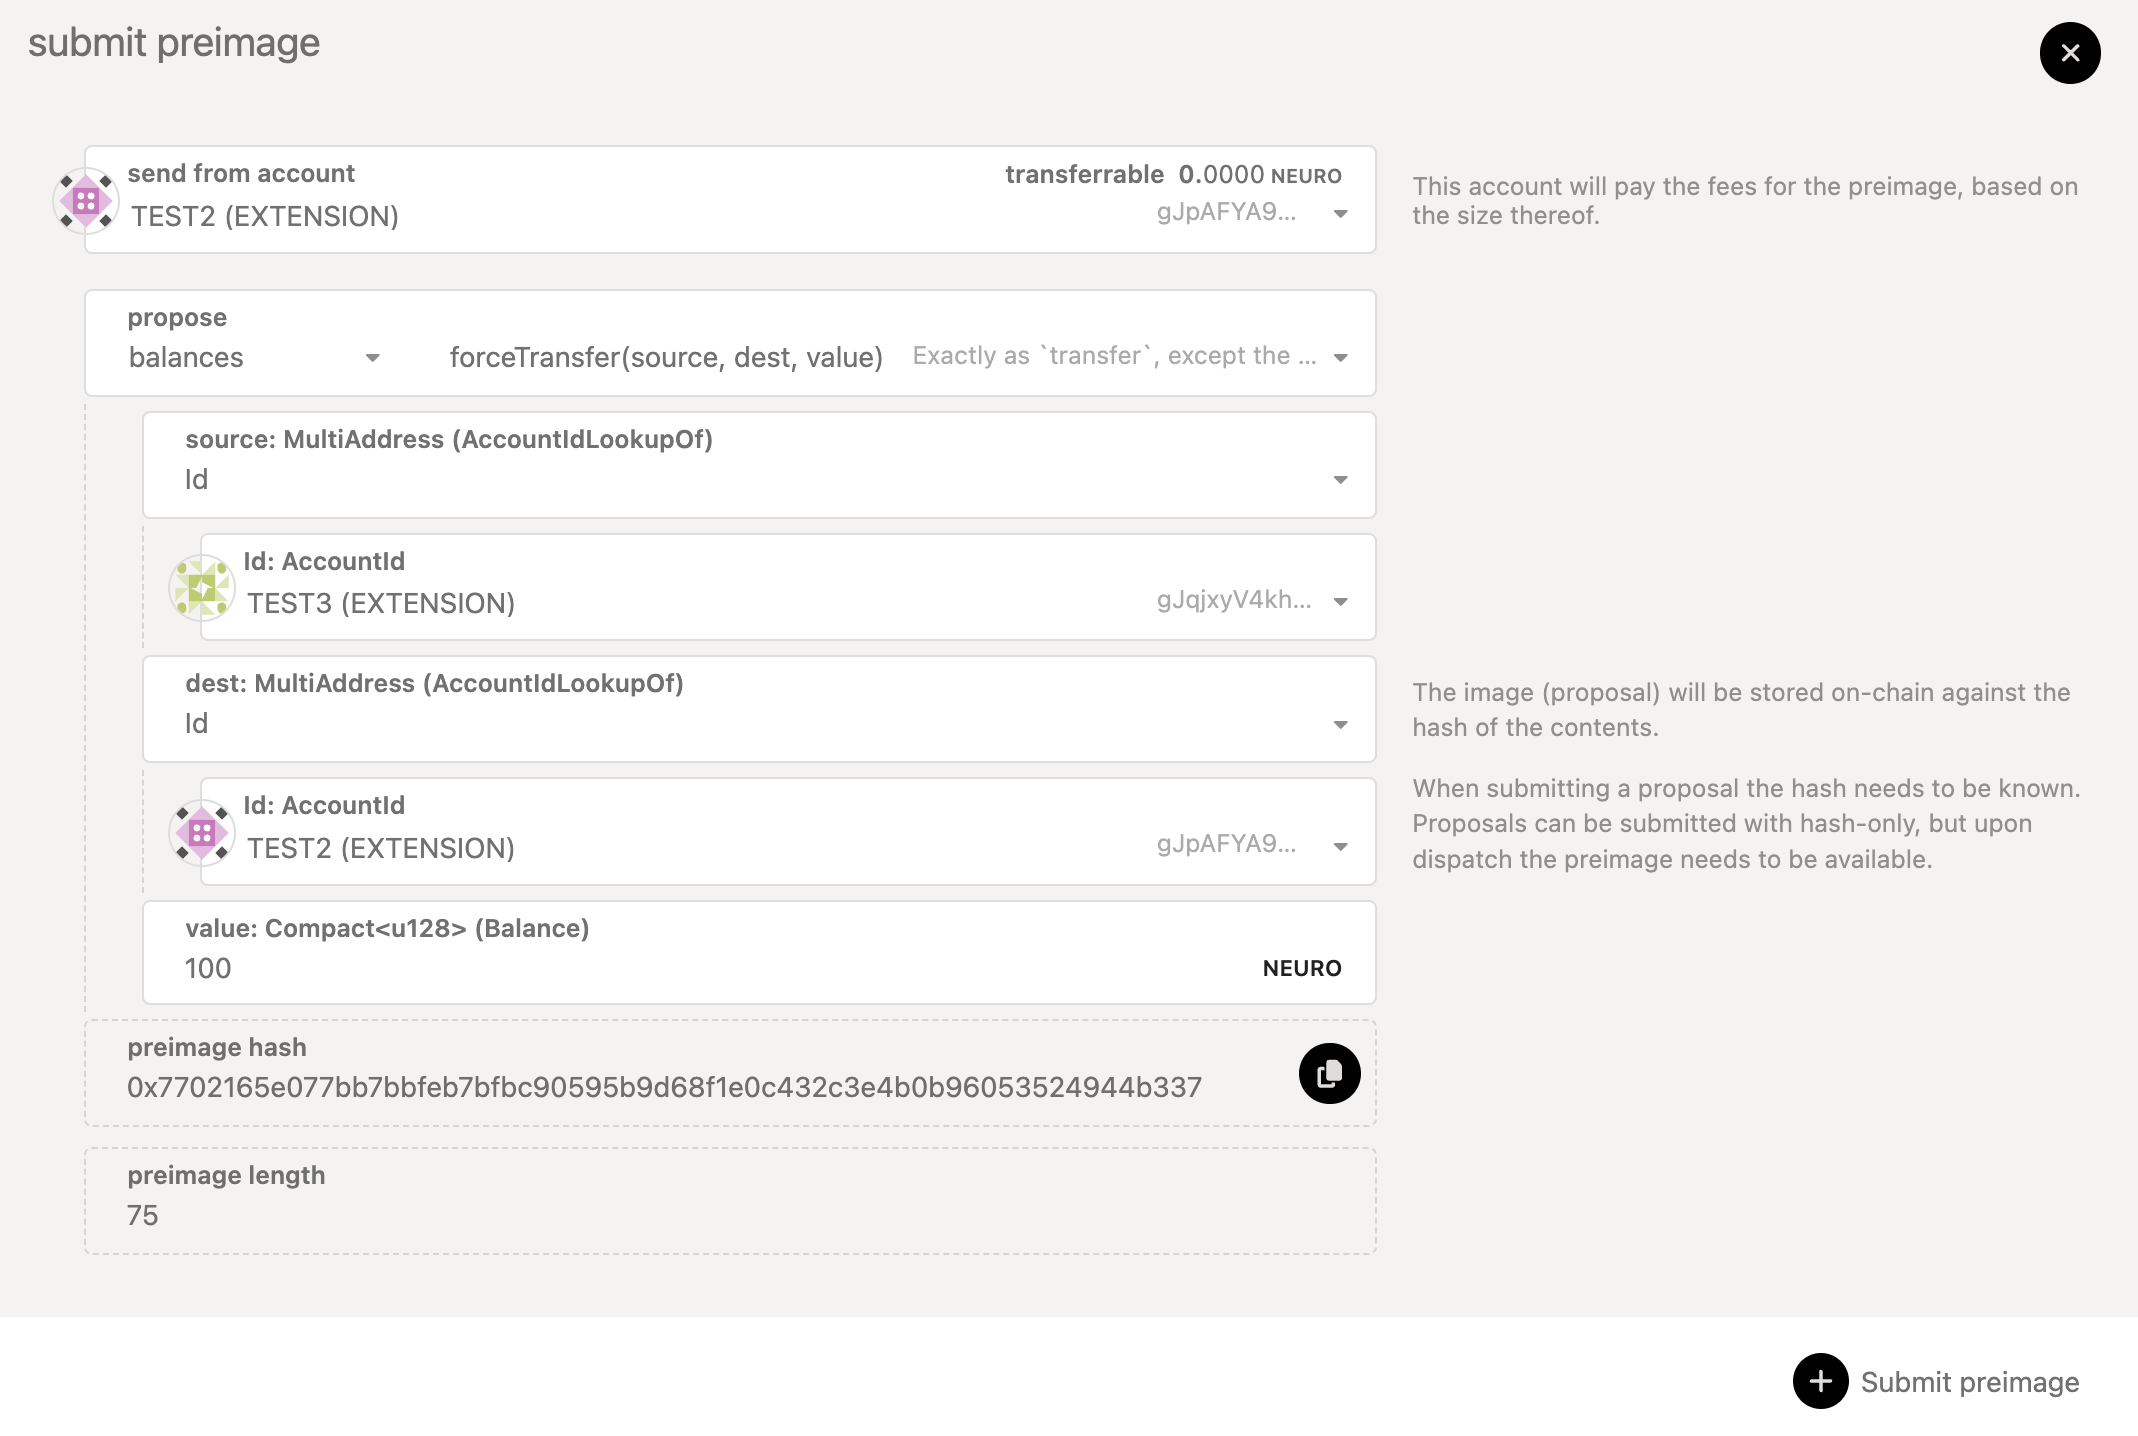 submit preimage
send from account
transferrable 0.0000 NEURO
TEST2 (EXTENSION)
gJpAFYA9...
This account will pay the fees for the preimage, based on
the size thereof.
propose
balances
forceTransfer(source, dest, value)
Exactly as `transfer`, except the ...
source: MultiAddress (AccountIdLookupOf)
Id
Id: AccountId
TEST3 (EXTENSION)
gJqjxyV4kh...
dest: MultiAddress (AccountIdLookupOf)
Id
The image (proposal) will be stored on-chain against the
hash of the contents.
Id: AccountId
TEST2 (EXTENSION)
gJpAFYA9...
When submitting a proposal the hash needs to be known.
Proposals can be submitted with hash-only, but upon
dispatch the preimage needs to be available.
value: Compact<u128> (Balance)
100
NEURO
preimage hash
0x7702165e077bb7bbfeb7bfbc90595b9d68f1e0c432c3e4b0b96053524944b337
preimage length
75
Submit preimage